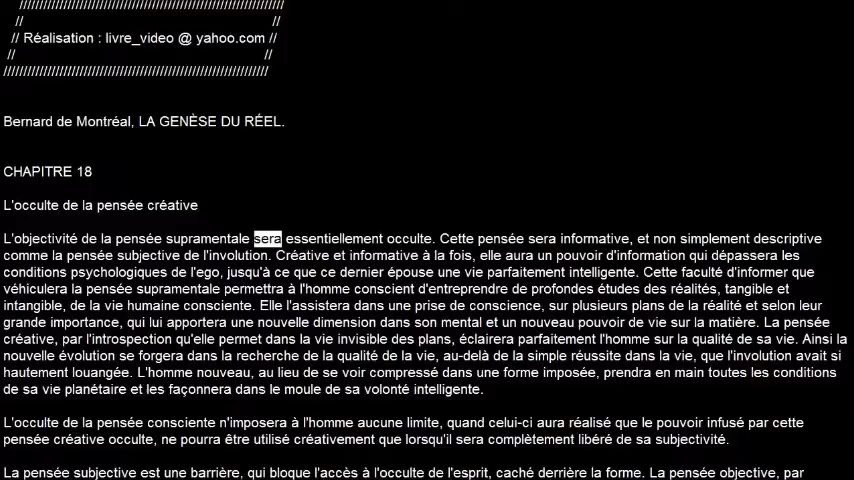 //////////////////////////////////////////////////////////////////
// //
// Réalisation : livre_video @ yahoo.com //
// //
//////////////////////////////////////////////////////////////////
Bernard de Montréal, LA GENÈSE DU RÉEL.
CHAPITRE 18
L'occulte de la pensée créative
L'objectivité de la pensée supramentale sera essentiellement occulte. Cette pensée sera informative, et non simplement descriptive
comme la pensée subjective de l'involution. Créative et informative à la fois, elle aura un pouvoir d'information qui dépassera les
conditions psychologiques de l'ego, jusqu'à ce que ce dernier épouse une vie parfaitement intelligente. Cette faculté d'informer que
véhiculera la pensée supramentale permettra à l'homme conscient d'entreprendre de profondes études des réalités, tangible et
intangible, de la vie humaine consciente. Elle l'assistera dans une prise de conscience, sur plusieurs plans de la réalité et selon leur
grande importance, qui lui apportera une nouvelle dimension dans son mental et un nouveau pouvoir de vie sur la matière. La pensée
créative, par l'introspection qu'elle permet dans la vie invisible des plans, éclairera parfaitement l'homme sur la qualité de sa vie. Ainsi la
nouvelle évolution se forgera dans la recherche de la qualité de la vie, au-delà de la simple réussite dans la vie, que l'involution avait si
hautement louangée. L'homme nouveau, au lieu de se voir compressé dans une forme imposée, prendra en main toutes les conditions
de sa vie planétaire et les façonnera dans le moule de sa volonté intelligente.
L'occulte de la pensée consciente n'imposera à l'homme aucune limite, quand celui-ci aura réalisé que le pouvoir infusé par cette
pensée créative occulte, ne pourra être utilisé créativement que lorsqu'il sera complètement libéré de sa subjectivité.
La pensée subjective est une barrière, qui bloque l'accès à l'occulte de l'esprit, caché derrière la forme. La pensée objective, par